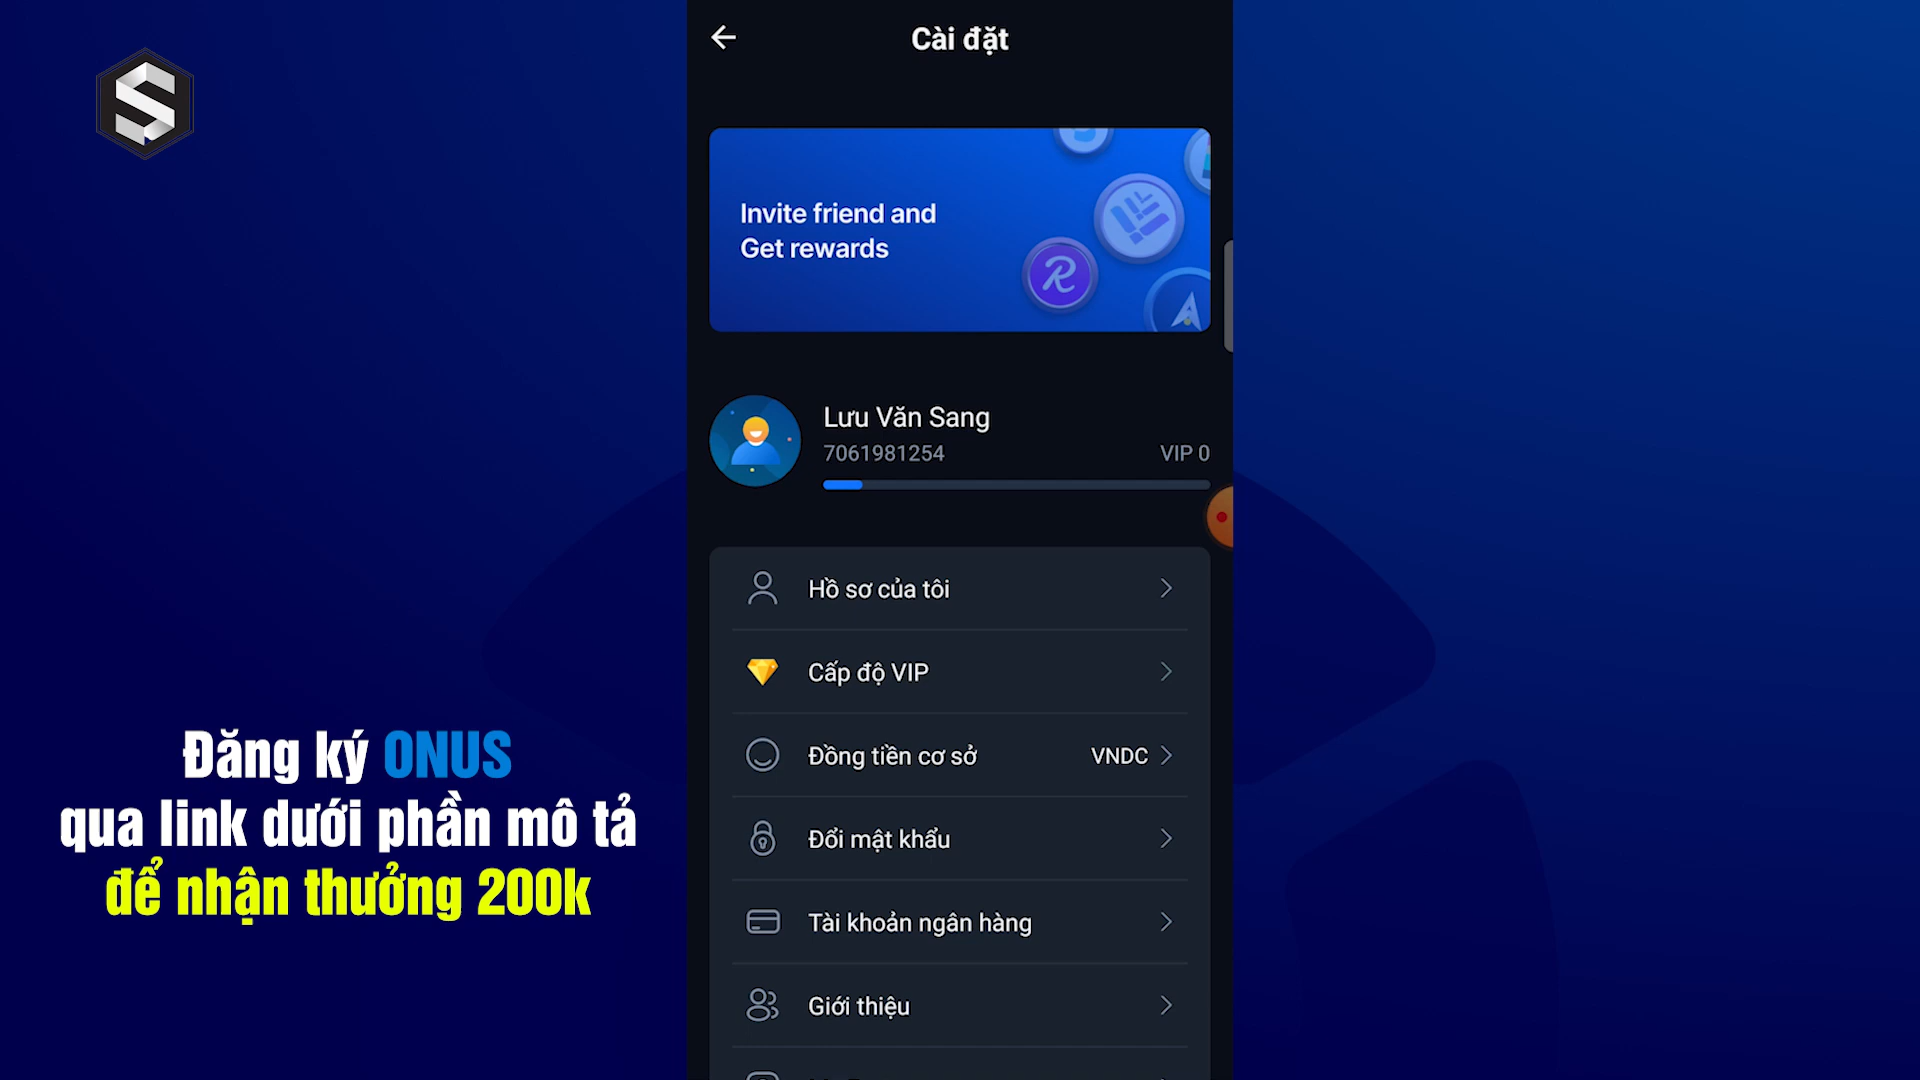 Cài đặt
Invite friend and
Get rewards
Lưu Văn Sang
7061981254
VIP 0
Hồ sơ của tôi
Cấp độ VIP
Đồng tiền cơ sở
VNDC
Đổi mật khẩu
Tài khoản ngân hàng
Giới thiệu
Đăng ký ONUS
qua link dưới phần mô tả
để nhận thưởng 200k